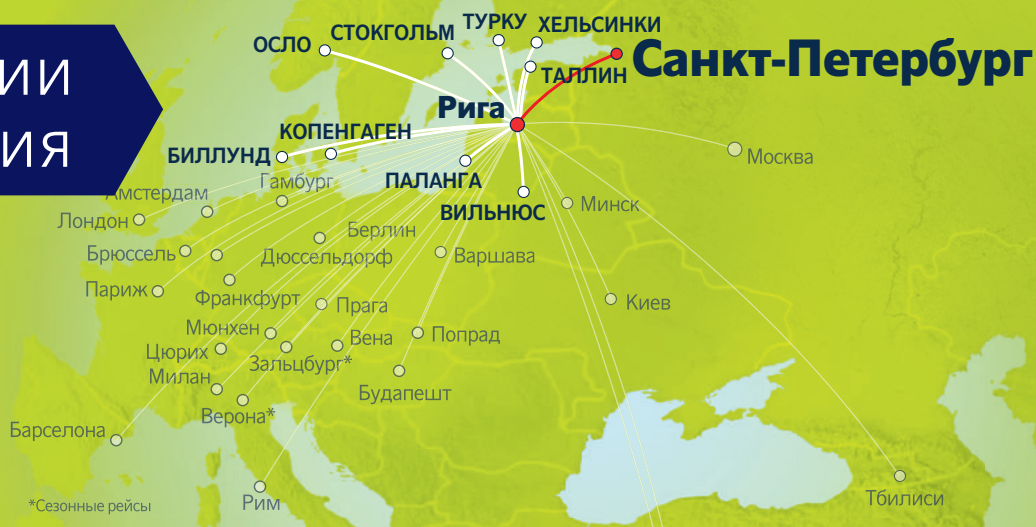 ИИ
ИЯ
ОСЛО
СТОКГОЛЬМ
ТУРКУ
ХЕЛЬСИНКИ
ТАЛЛИН
Санкт-Петербург
Рига
КОПЕНГАГЕН
БИЛЛУНД
ПАЛАНГА
ВИЛЬНЮС
Москва
Амстердам
Гамбург
Лондон
Минск
Брюссель
Берлин
Дюссельдорф
Варшава
Париж
Франкфурт
Прага
Киев
Мюнхен
Вена
Попрад
Цюрих
Зальцбург*
Милан
Будапешт
Верона*
Барселона
Рим
Тбилиси
*Сезонные рейсы